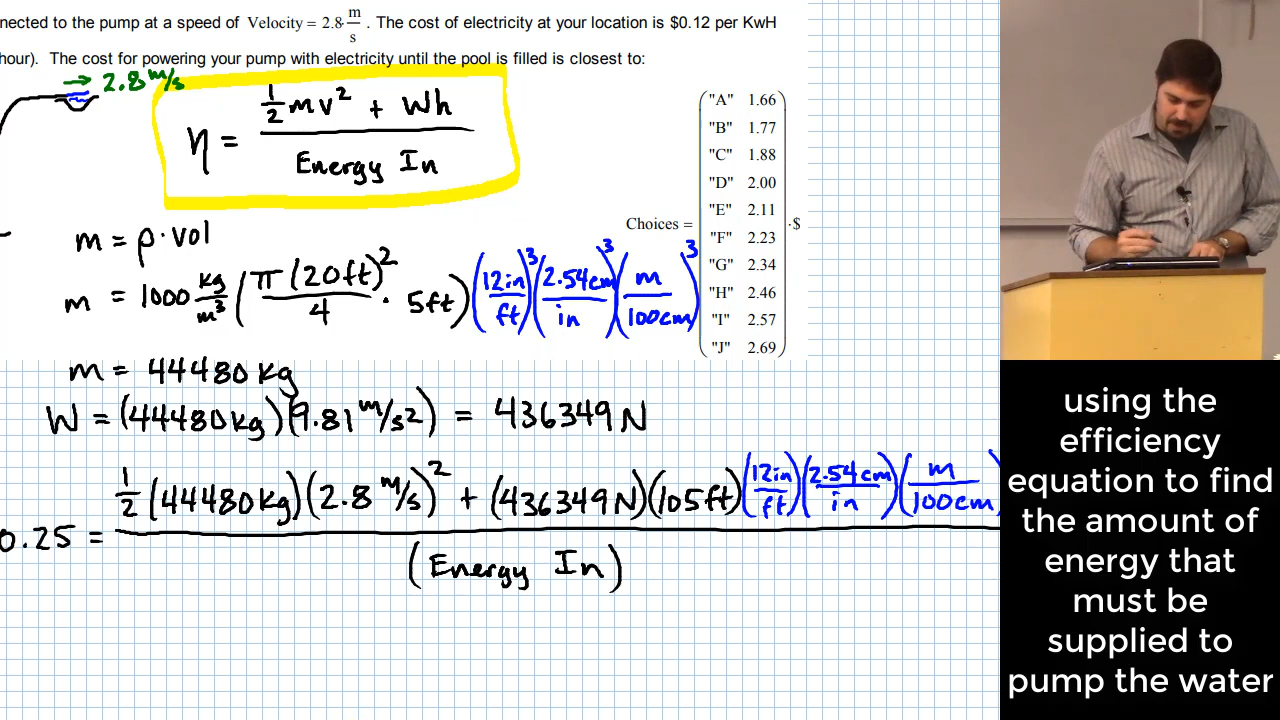 nnected to the pump at a speed of Velocity = 2.8· m/s . The cost of electricity at your location is $0.12 per KwH
hour). The cost for powering your pump with electricity until the pool is filled is closest to:
→ 2.8 m/s
η = (½mv² + Wh) / Energy In
Choices =
"A" 1.66
"B" 1.77
"C" 1.88
"D" 2.00
"E" 2.11
"F" 2.23
"G" 2.34
"H" 2.46
"I" 2.57
"J" 2.69
·$
m = ρ·vol
m = 1000 kg/m³ (π(20ft)²/4 · 5ft)(12in/ft)³(2.54cm/in)³(m/100cm)³
m = 44480 kg
W = (44480kg)(9.81 m/s2) = 436349 N
0.25 = ½(44480kg)(2.8 m/s)² + (436349N)(105ft)(12in/ft)(2.54cm/in)(m/100cm)
(Energy In)
using the
efficiency
equation to find
the amount of
energy that
must be
supplied to
pump the water